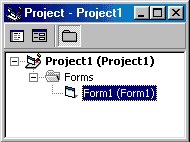 Project - Project1
Project1 (Project1)
Forms
Form1 (Form1)